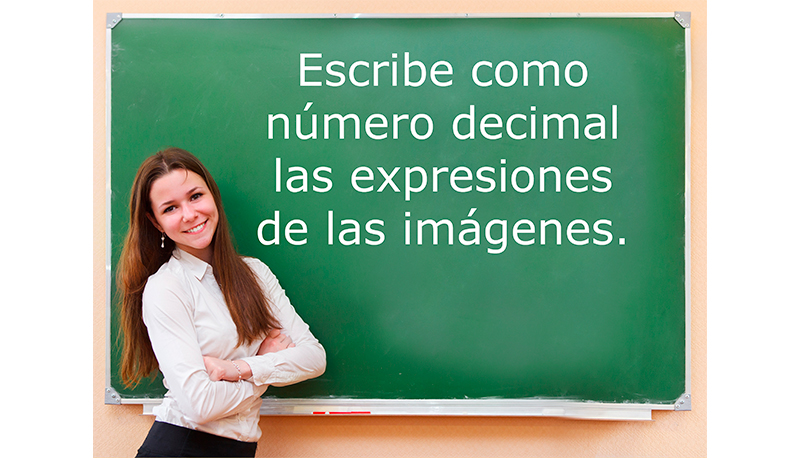 Escribe como
número decimal
las expresiones
de las imágenes.